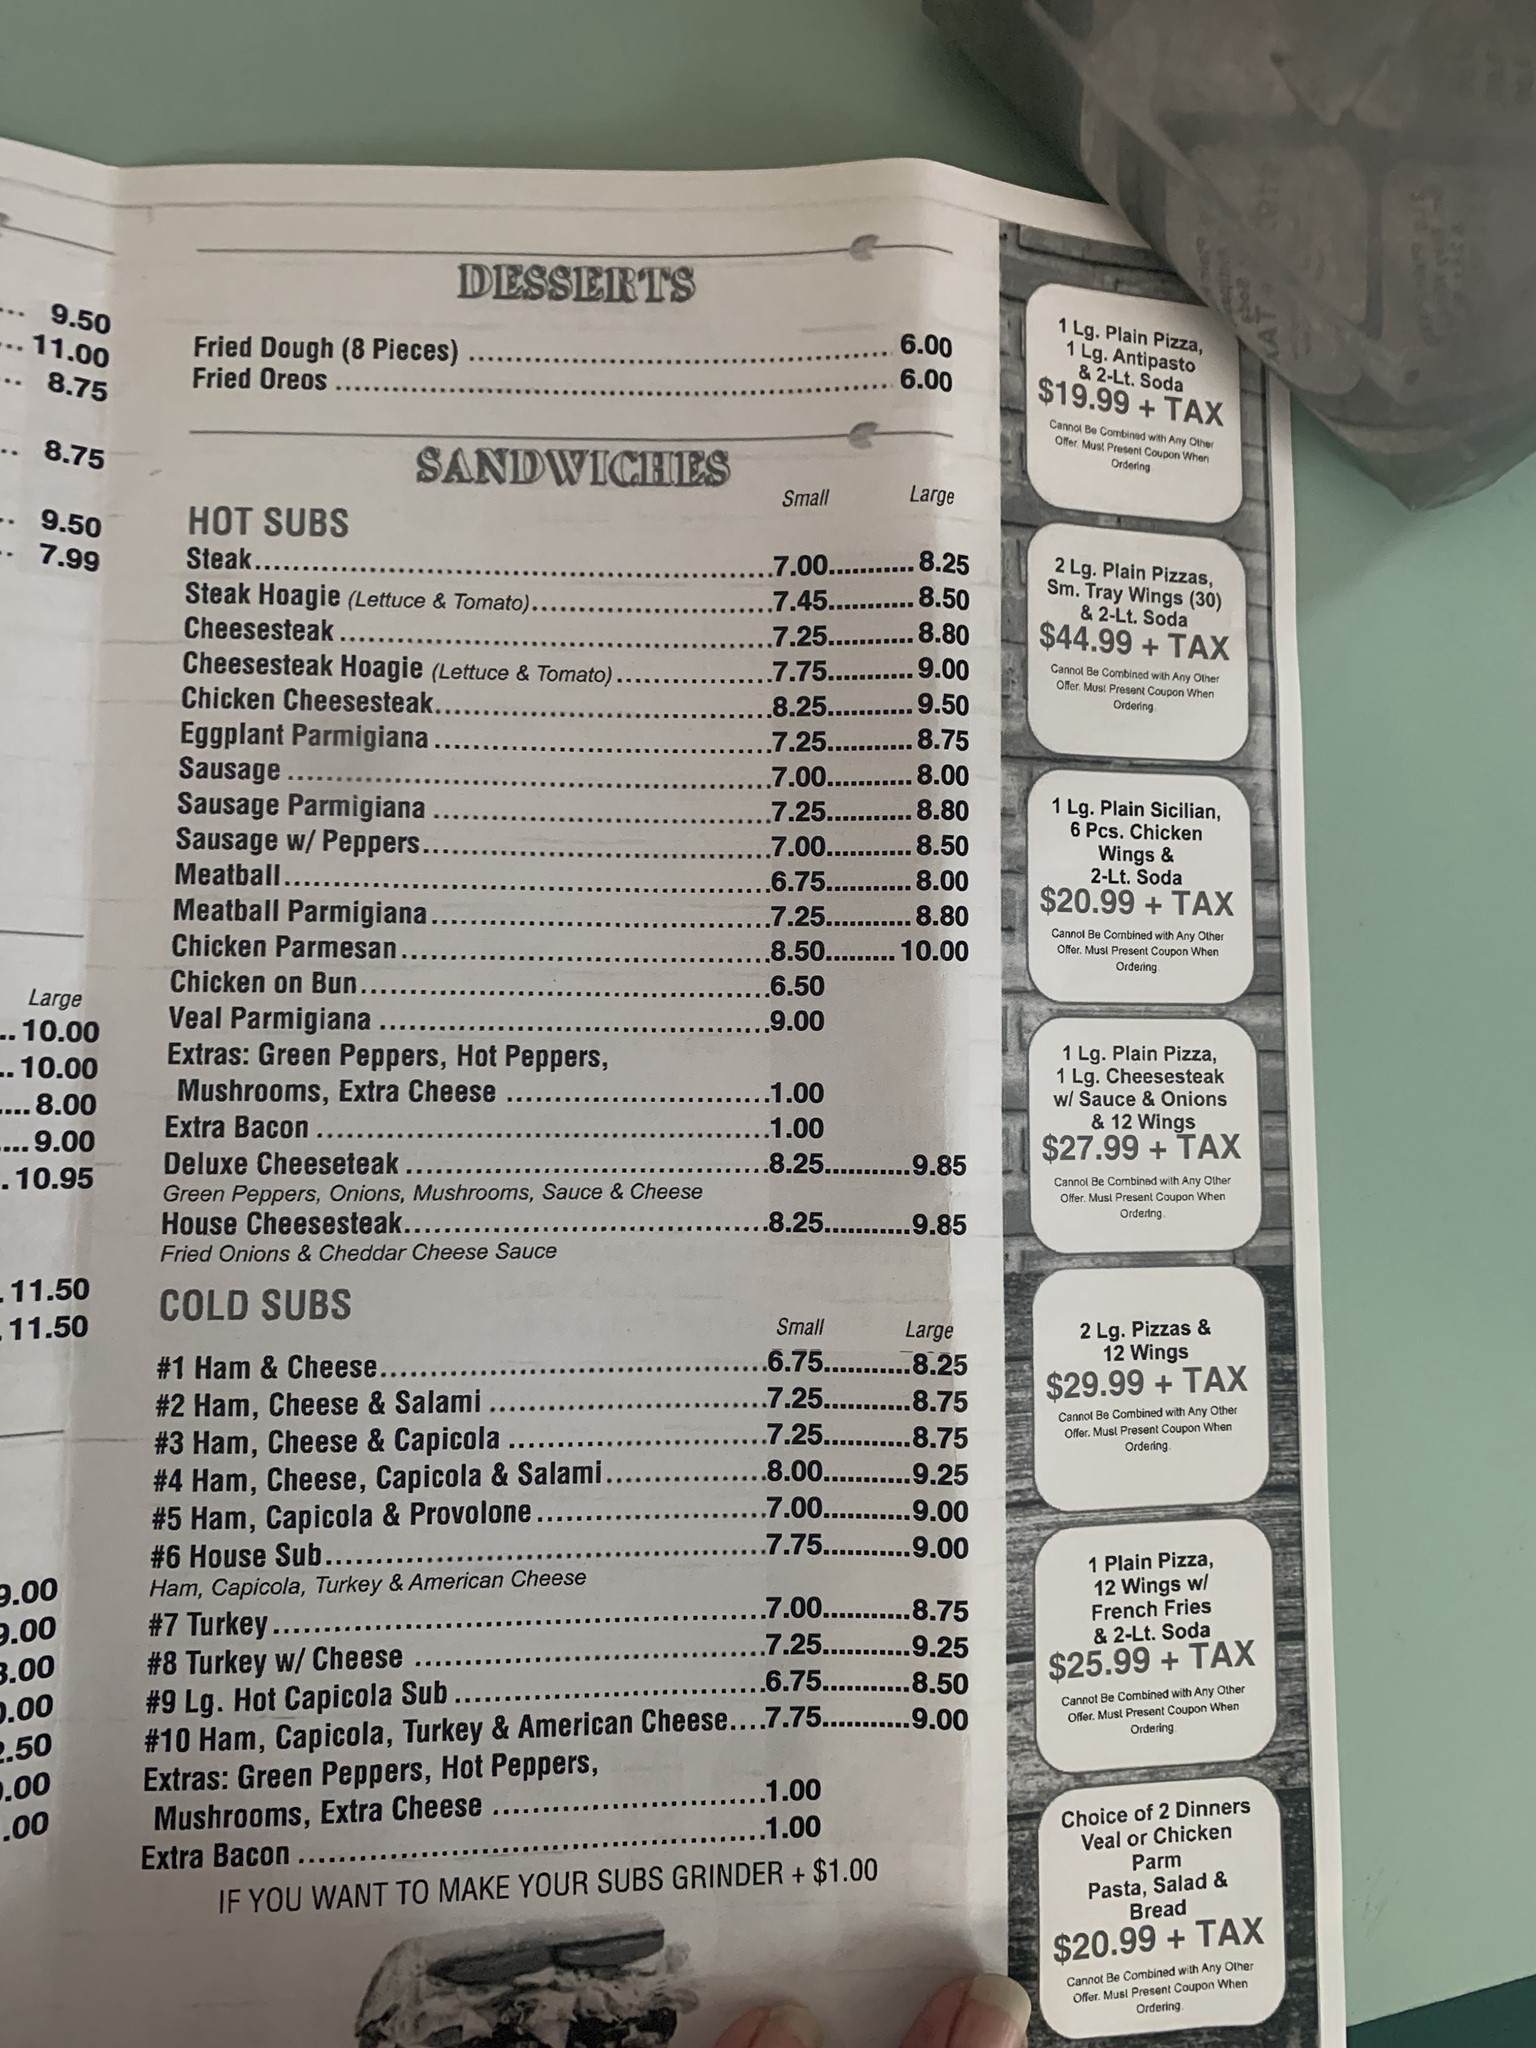 9.50
11.00
8.75
8.75
9.50
7.99
Large
10.00
10.00
8.00
9.00
10.95
11.50
11.50
9.00
.00
.00
.00
.50
.00
.00
DESSERTS
Fried Dough (8 Pieces) 6.00
Fried Oreos 6.00
SANDWICHES
Small Large
HOT SUBS
Steak 7.00 8.25
Steak Hoagie (Lettuce & Tomato) 7.45 8.50
Cheesesteak 7.25 8.80
Cheesesteak Hoagie (Lettuce & Tomato) 7.75 9.00
Chicken Cheesesteak 8.25 9.50
Eggplant Parmigiana 7.25 8.75
Sausage 7.00 8.00
Sausage Parmigiana 7.25 8.80
Sausage w/ Peppers 7.00 8.50
Meatball 6.75 8.00
Meatball Parmigiana 7.25 8.80
Chicken Parmesan 8.50 10.00
Chicken on Bun 6.50
Veal Parmigiana 9.00
Extras: Green Peppers, Hot Peppers,
Mushrooms, Extra Cheese 1.00
Extra Bacon 1.00
Deluxe Cheeseteak 8.25 9.85
Green Peppers, Onions, Mushrooms, Sauce & Cheese
House Cheesesteak 8.25 9.85
Fried Onions & Cheddar Cheese Sauce
COLD SUBS
Small Large
#1 Ham & Cheese 6.75 8.25
#2 Ham, Cheese & Salami 7.25 8.75
#3 Ham, Cheese & Capicola 7.25 8.75
#4 Ham, Cheese, Capicola & Salami 8.00 9.25
#5 Ham, Capicola & Provolone 7.00 9.00
#6 House Sub 7.75 9.00
Ham, Capicola, Turkey & American Cheese
#7 Turkey 7.00 8.75
#8 Turkey w/ Cheese 7.25 9.25
#9 Lg. Hot Capicola Sub 6.75 8.50
#10 Ham, Capicola, Turkey & American Cheese 7.75 9.00
Extras: Green Peppers, Hot Peppers,
Mushrooms, Extra Cheese 1.00
Extra Bacon 1.00
IF YOU WANT TO MAKE YOUR SUBS GRINDER + $1.00
1 Lg. Plain Pizza,
1 Lg. Antipasto
& 2-Lt. Soda
$19.99 + TAX
Cannot Be Combined with Any Other
Offer. Must Present Coupon When
Ordering.
2 Lg. Plain Pizzas,
Sm. Tray Wings (30)
& 2-Lt. Soda
$44.99 + TAX
Cannot Be Combined with Any Other
Offer. Must Present Coupon When
Ordering.
1 Lg. Plain Sicilian,
6 Pcs. Chicken
Wings &
2-Lt. Soda
$20.99 + TAX
Cannot Be Combined with Any Other
Offer. Must Present Coupon When
Ordering.
1 Lg. Plain Pizza,
1 Lg. Cheesesteak
w/ Sauce & Onions
& 12 Wings
$27.99 + TAX
Cannot Be Combined with Any Other
Offer. Must Present Coupon When
Ordering.
2 Lg. Pizzas &
12 Wings
$29.99 + TAX
Cannot Be Combined with Any Other
Offer. Must Present Coupon When
Ordering.
1 Plain Pizza,
12 Wings w/
French Fries
& 2-Lt. Soda
$25.99 + TAX
Cannot Be Combined with Any Other
Offer. Must Present Coupon When
Ordering.
Choice of 2 Dinners
Veal or Chicken
Parm
Pasta, Salad &
Bread
$20.99 + TAX
Cannot Be Combined with Any Other
Offer. Must Present Coupon When
Ordering.